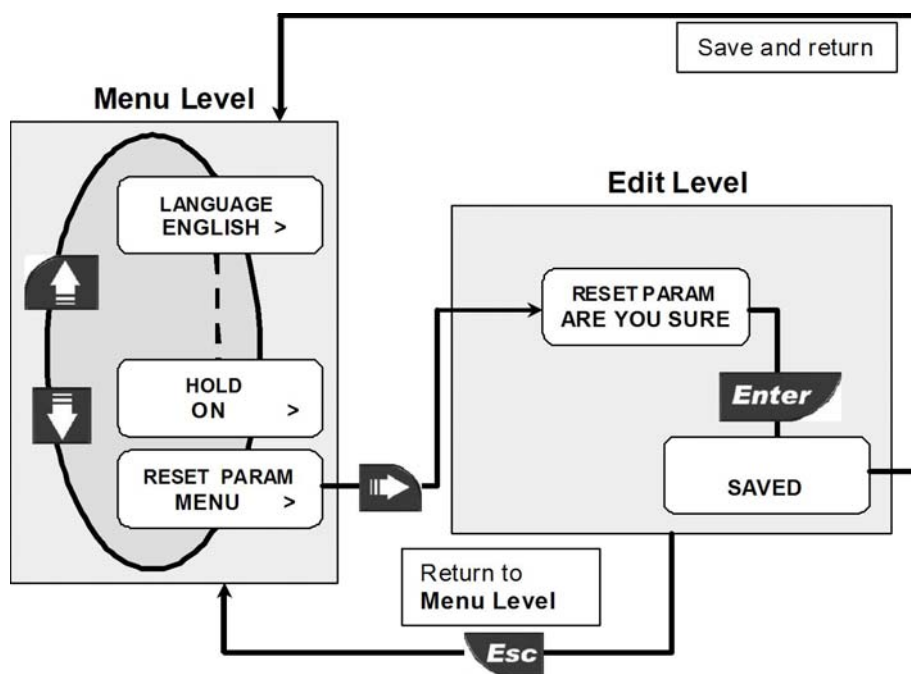 Save and return
Menu Level
LANGUAGE
ENGLISH >
HOLD
ON >
RESET PARAM
MENU >
Edit Level
RESET PARAM
ARE YOU SURE
Enter
SAVED
Return to
Menu Level
Esc